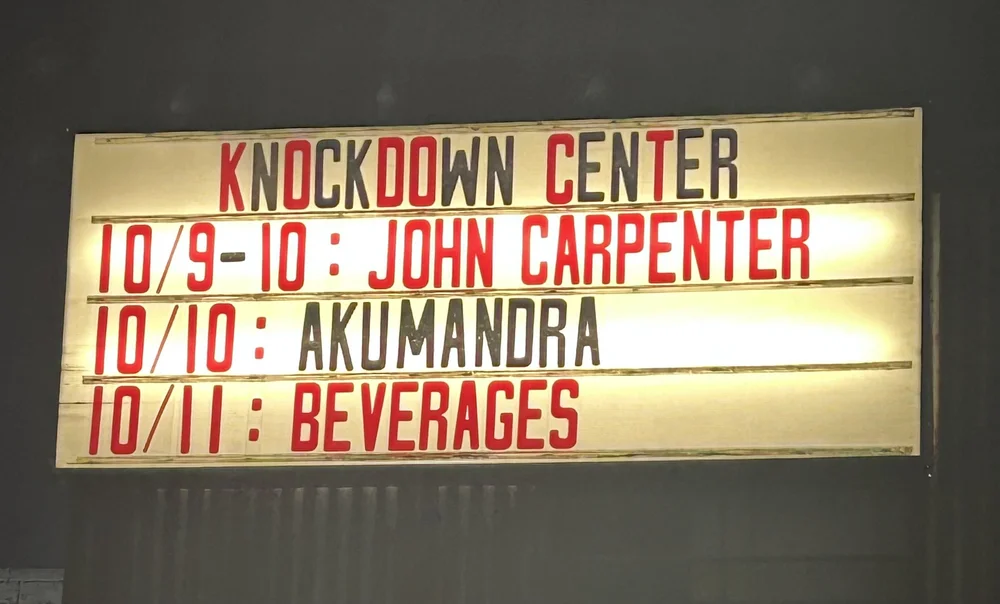 KNOCKDOWN CENTER
10/9-10: JOHN CARPENTER
10/10: AKUMANDRA
10/11: BEVERAGES